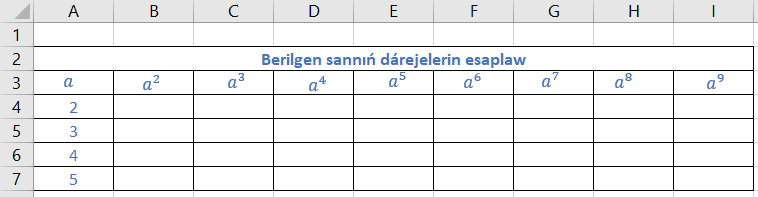 A B C D E F G H I
1
2 Berilgen sannıń dárejelerin esaplaw
3 a a² a³ a⁴ a⁵ a⁶ a⁷ a⁸ a⁹
4 2
5 3
6 4
7 5